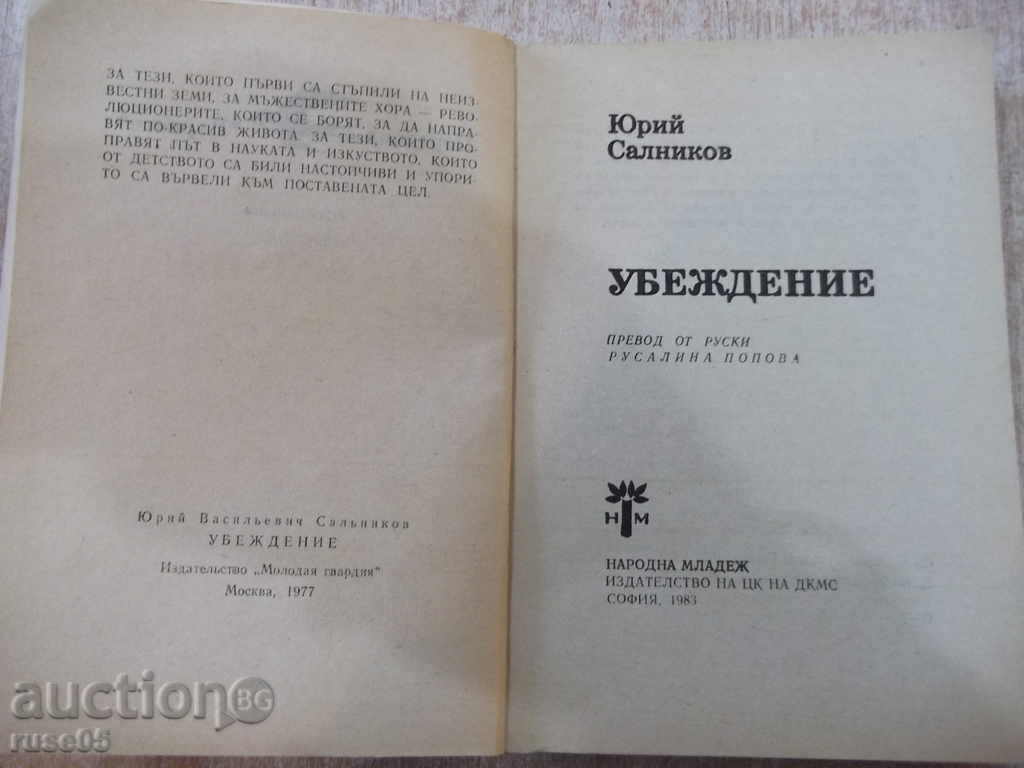 ЗА ТЕЗИ, КОИТО ПЪРВИ СА СТЪПИЛИ НА НЕИЗ-
ВЕСТНИ ЗЕМИ, ЗА МЪЖЕСТВЕНИТЕ ХОРА — РЕВО-
ЛЮЦИОНЕРИТЕ, КОИТО СЕ БОРЯТ, ЗА ДА НАПРА-
ВЯТ ПО-КРАСИВ ЖИВОТА. ЗА ТЕЗИ, КОИТО ПРО-
ПРАВЯТ ПЪТ В НАУКАТА И ИЗКУСТВОТО, КОИТО
ОТ ДЕТСТВОТО СА БИЛИ НАСТОЙЧИВИ И УПОРИ-
ТО СА ВЪРВЕЛИ КЪМ ПОСТАВЕНАТА ЦЕЛ.
Юрий Васильевич Сальников
УБЕЖДЕНИЕ
Издательство „Молодая гвардия"
Москва, 1977
Юрий
Салников
УБЕЖДЕНИЕ
ПРЕВОД ОТ РУСКИ
РУСАЛИНА ПОПОВА
Н М
НАРОДНА МЛАДЕЖ
ИЗДАТЕЛСТВО НА ЦК НА ДКМС
СОФИЯ, 1983
auction BG
ruse05